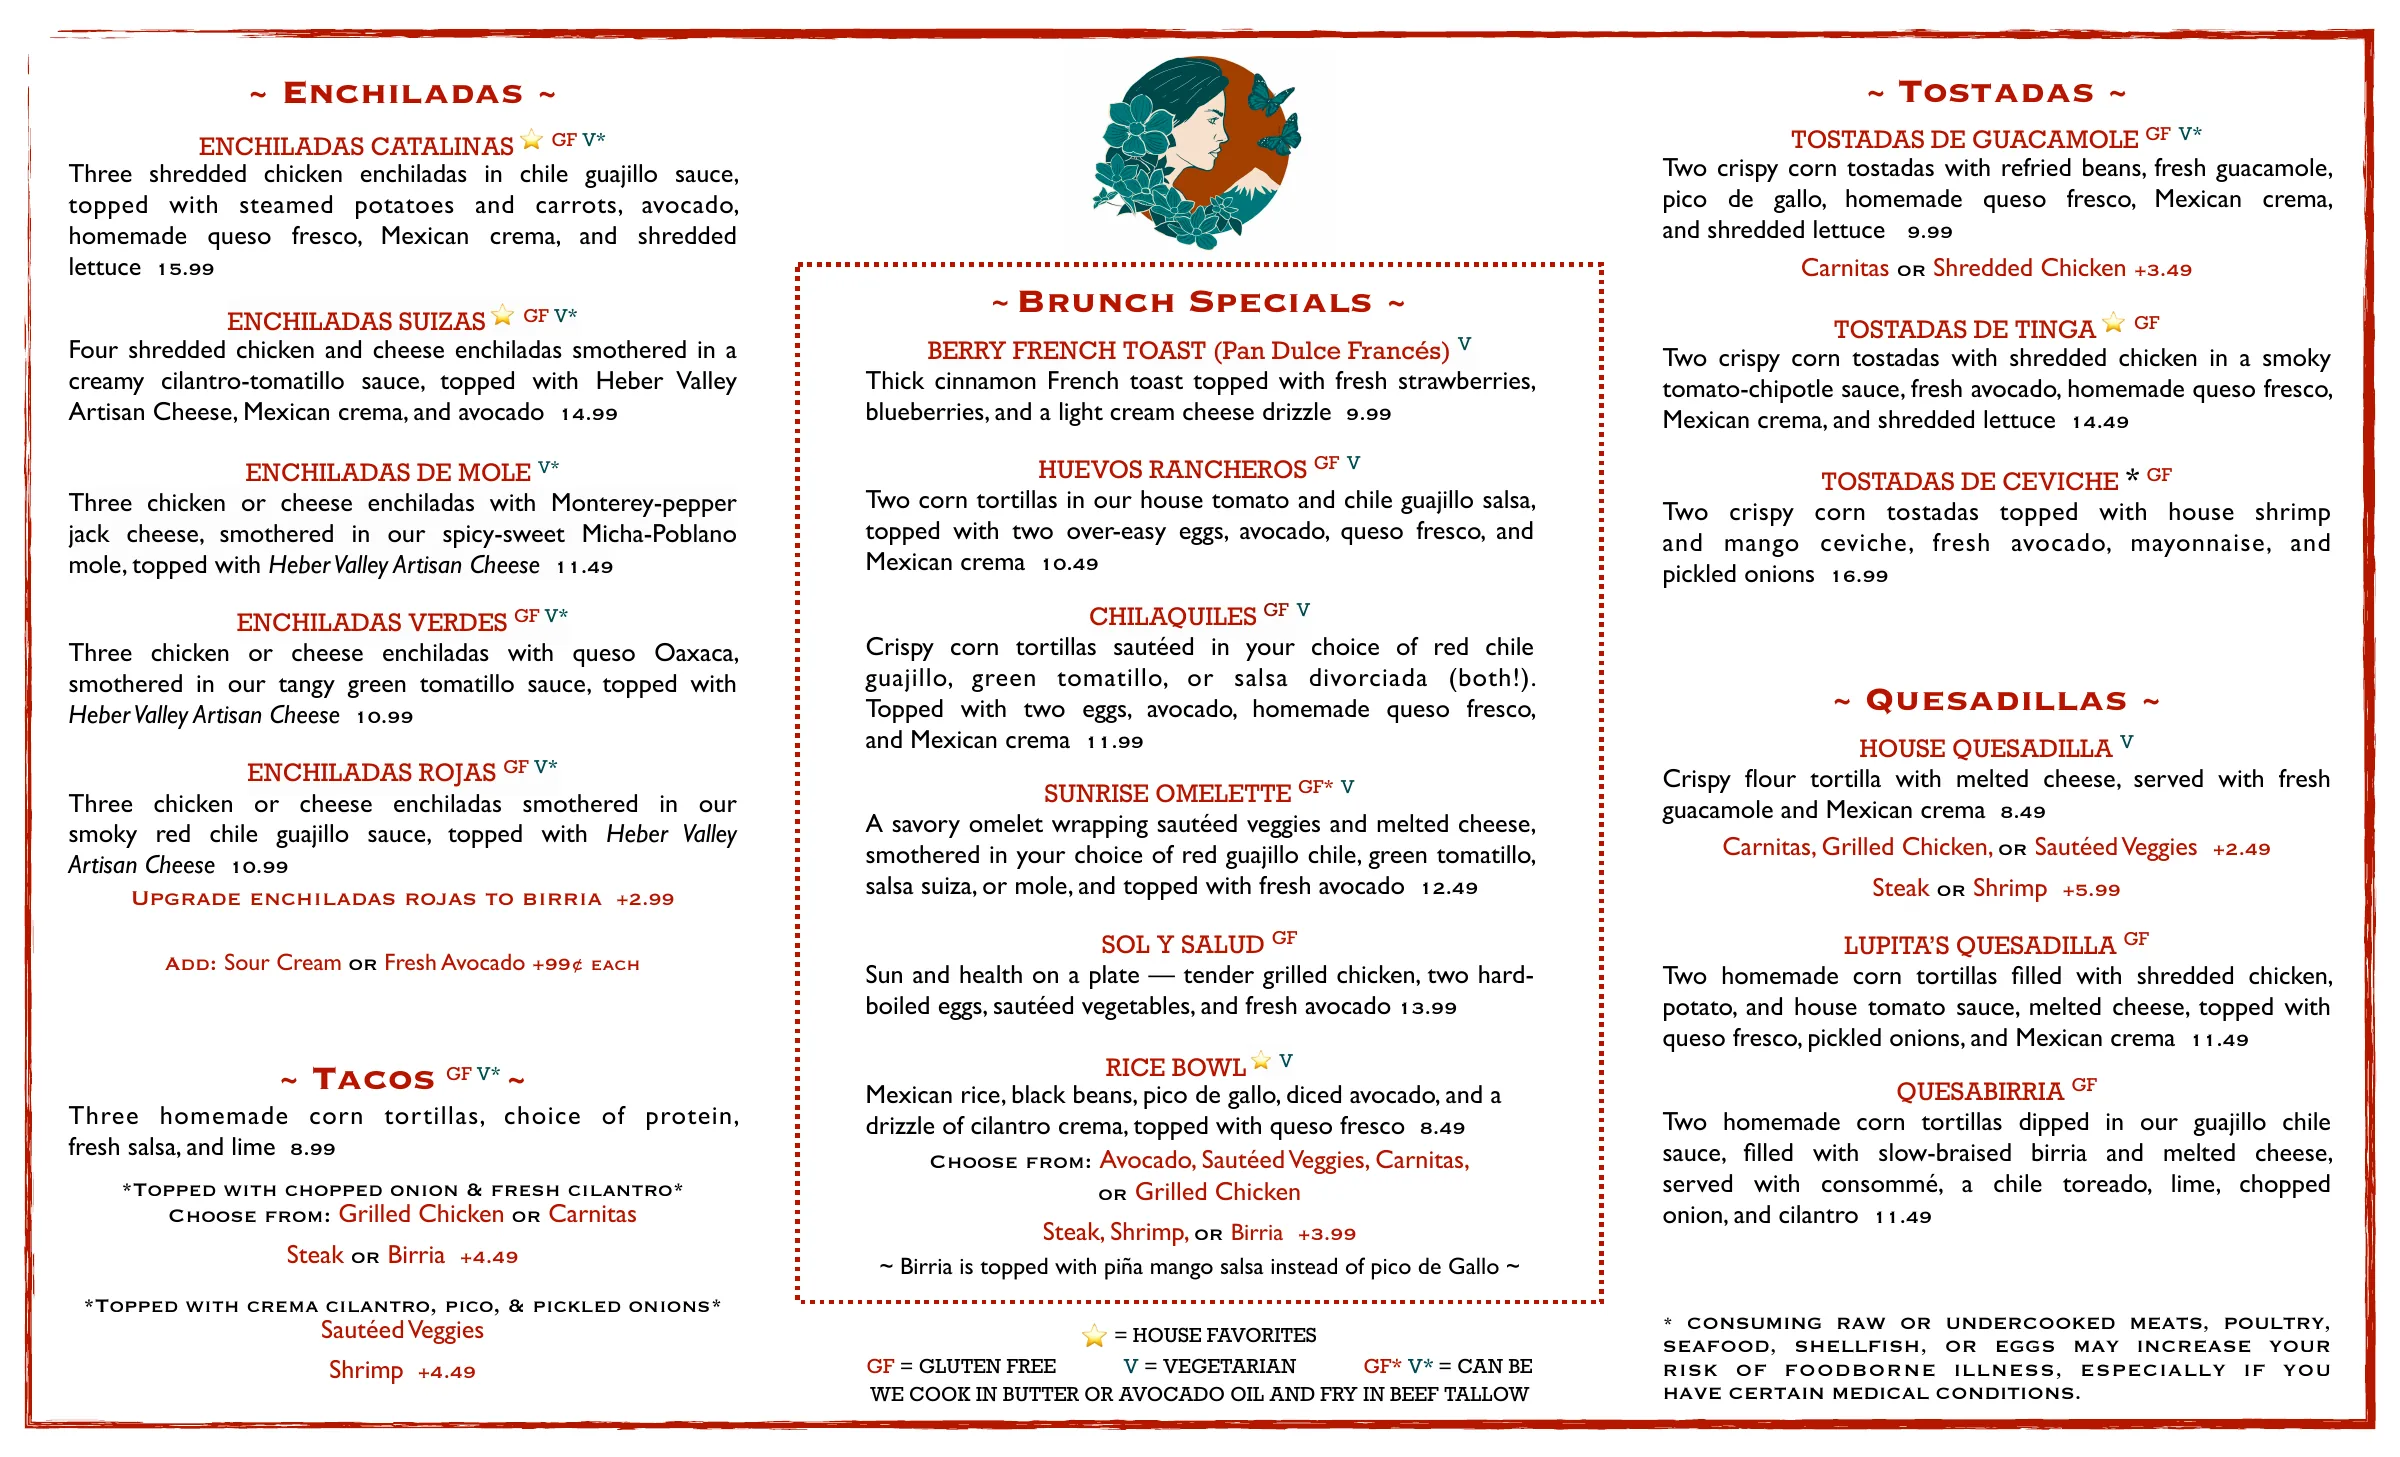 ~ ENCHILADAS ~
ENCHILADAS CATALINAS ⭐ GF V*
Three shredded chicken enchiladas in chile guajillo sauce,
topped with steamed potatoes and carrots, avocado,
homemade queso fresco, Mexican crema, and shredded
lettuce 15.99
ENCHILADAS SUIZAS ⭐ GF V*
Four shredded chicken and cheese enchiladas smothered in a
creamy cilantro-tomatillo sauce, topped with Heber Valley
Artisan Cheese, Mexican crema, and avocado 14.99
ENCHILADAS DE MOLE V*
Three chicken or cheese enchiladas with Monterey-pepper
jack cheese, smothered in our spicy-sweet Micha-Poblano
mole, topped with Heber Valley Artisan Cheese 11.49
ENCHILADAS VERDES GF V*
Three chicken or cheese enchiladas with queso Oaxaca,
smothered in our tangy green tomatillo sauce, topped with
Heber Valley Artisan Cheese 10.99
ENCHILADAS ROJAS GF V*
Three chicken or cheese enchiladas smothered in our
smoky red chile guajillo sauce, topped with Heber Valley
Artisan Cheese 10.99
UPGRADE ENCHILADAS ROJAS TO BIRRIA +2.99
ADD: Sour Cream OR Fresh Avocado +99¢ EACH
~ TACOS GF V* ~
Three homemade corn tortillas, choice of protein,
fresh salsa, and lime 8.99
*TOPPED WITH CHOPPED ONION & FRESH CILANTRO*
CHOOSE FROM: Grilled Chicken OR Carnitas
Steak OR Birria +4.49
*TOPPED WITH CREMA CILANTRO, PICO, & PICKLED ONIONS*
Sautéed Veggies
Shrimp +4.49
~ BRUNCH SPECIALS ~
BERRY FRENCH TOAST (Pan Dulce Francés) V
Thick cinnamon French toast topped with fresh strawberries,
blueberries, and a light cream cheese drizzle 9.99
HUEVOS RANCHEROS GF V
Two corn tortillas in our house tomato and chile guajillo salsa,
topped with two over-easy eggs, avocado, queso fresco, and
Mexican crema 10.49
CHILAQUILES GF V
Crispy corn tortillas sautéed in your choice of red chile
guajillo, green tomatillo, or salsa divorciada (both!).
Topped with two eggs, avocado, homemade queso fresco,
and Mexican crema 11.99
SUNRISE OMELETTE GF* V
A savory omelet wrapping sautéed veggies and melted cheese,
smothered in your choice of red guajillo chile, green tomatillo,
salsa suiza, or mole, and topped with fresh avocado 12.49
SOL Y SALUD GF
Sun and health on a plate — tender grilled chicken, two hard-
boiled eggs, sautéed vegetables, and fresh avocado 13.99
RICE BOWL ⭐ V
Mexican rice, black beans, pico de gallo, diced avocado, and a
drizzle of cilantro crema, topped with queso fresco 8.49
CHOOSE FROM: Avocado, Sautéed Veggies, Carnitas,
OR Grilled Chicken
Steak, Shrimp, OR Birria +3.99
~ Birria is topped with piña mango salsa instead of pico de Gallo ~
⭐ = HOUSE FAVORITES
GF = GLUTEN FREE V = VEGETARIAN GF* V* = CAN BE
WE COOK IN BUTTER OR AVOCADO OIL AND FRY IN BEEF TALLOW
~ TOSTADAS ~
TOSTADAS DE GUACAMOLE GF V*
Two crispy corn tostadas with refried beans, fresh guacamole,
pico de gallo, homemade queso fresco, Mexican crema,
and shredded lettuce 9.99
Carnitas OR Shredded Chicken +3.49
TOSTADAS DE TINGA ⭐ GF
Two crispy corn tostadas with shredded chicken in a smoky
tomato-chipotle sauce, fresh avocado, homemade queso fresco,
Mexican crema, and shredded lettuce 14.49
TOSTADAS DE CEVICHE * GF
Two crispy corn tostadas topped with house shrimp
and mango ceviche, fresh avocado, mayonnaise, and
pickled onions 16.99
~ QUESADILLAS ~
HOUSE QUESADILLA V
Crispy flour tortilla with melted cheese, served with fresh
guacamole and Mexican crema 8.49
Carnitas, Grilled Chicken, OR Sautéed Veggies +2.49
Steak OR Shrimp +5.99
LUPITA'S QUESADILLA GF
Two homemade corn tortillas filled with shredded chicken,
potato, and house tomato sauce, melted cheese, topped with
queso fresco, pickled onions, and Mexican crema 11.49
QUESABIRRIA GF
Two homemade corn tortillas dipped in our guajillo chile
sauce, filled with slow-braised birria and melted cheese,
served with consommé, a chile toreado, lime, chopped
onion, and cilantro 11.49
* CONSUMING RAW OR UNDERCOOKED MEATS, POULTRY,
SEAFOOD, SHELLFISH, OR EGGS MAY INCREASE YOUR
RISK OF FOODBORNE ILLNESS, ESPECIALLY IF YOU
HAVE CERTAIN MEDICAL CONDITIONS.